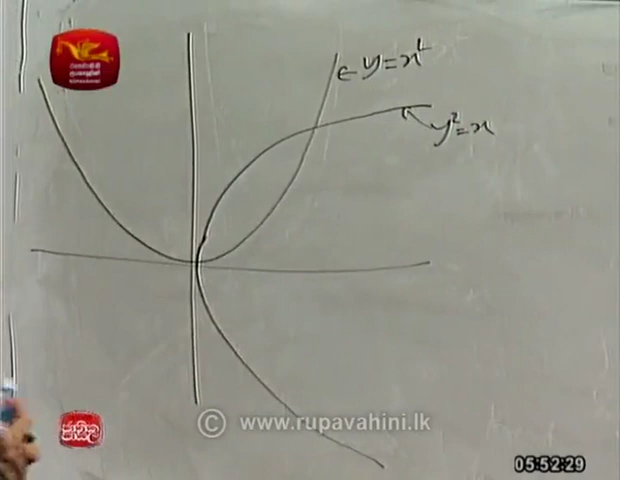 ← y = x²
y² = x
ජාතික
© www.rupavahini.lk
05:52:29